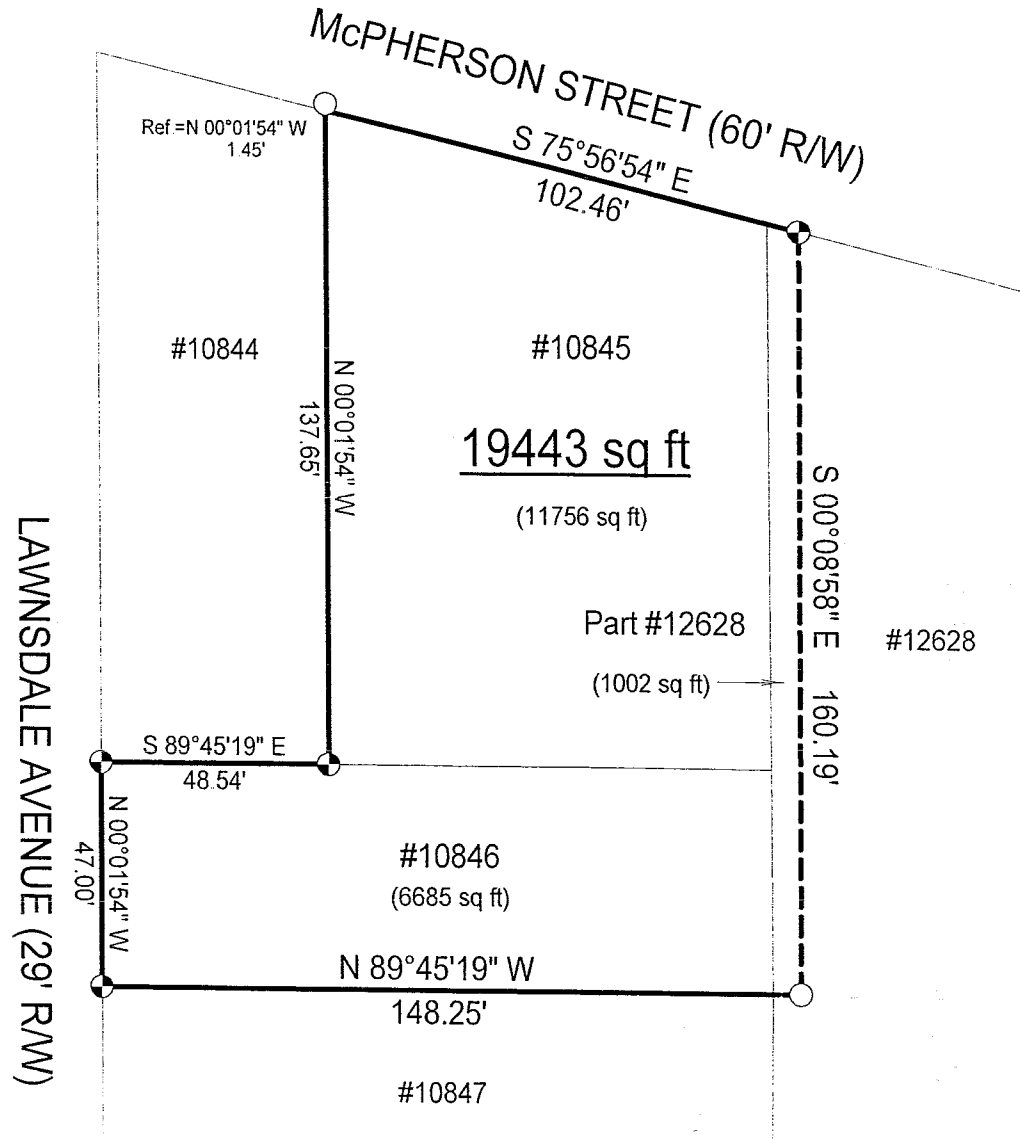 McPHERSON STREET (60' R/W)
Ref =N 00°01'54" W
1.45'
S 75°56'54" E
102.46'
#10844
#10845
N 00°01'54" W
137.65'
19443 sq ft
(11756 sq ft)
S 00°08'58" E 160.19'
Part #12628
(1002 sq ft)
#12628
LAWNSDALE AVENUE (29' R/W)
S 89°45'19" E
48.54'
N 00°01'54" W
47.00'
#10846
(6685 sq ft)
N 89°45'19" W
148.25'
#10847